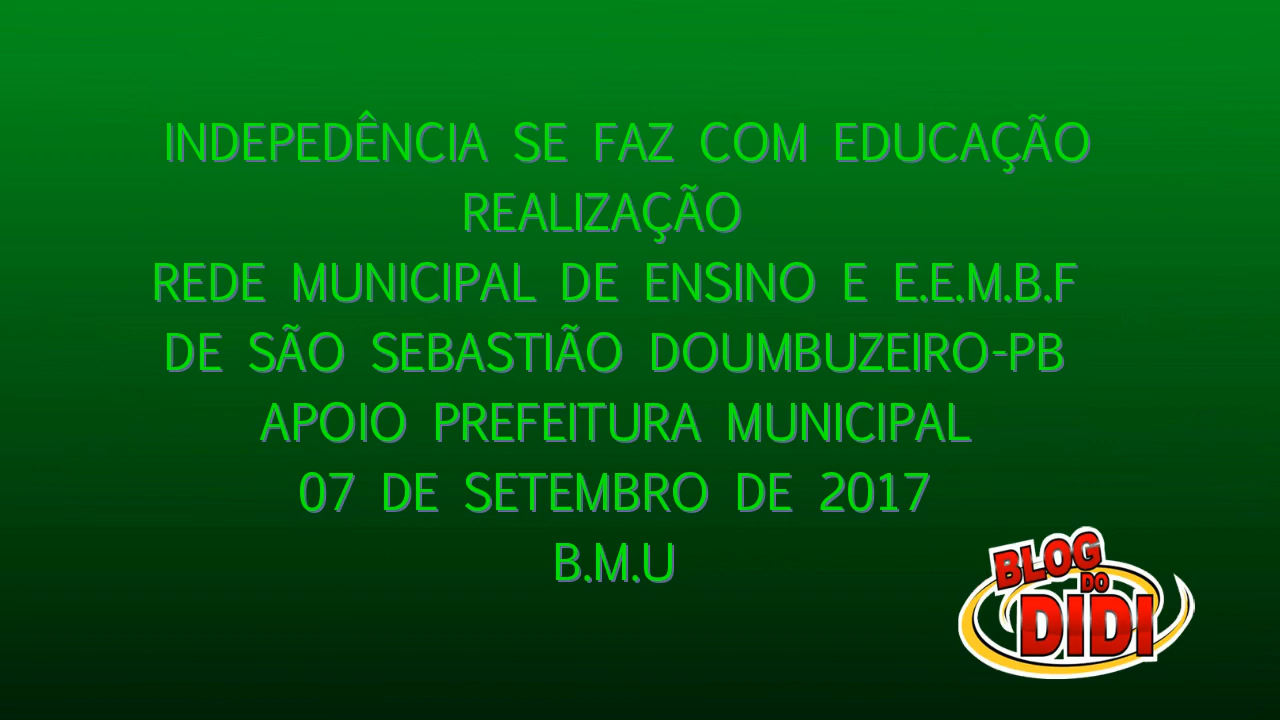 INDEPEDÊNCIA SE FAZ COM EDUCAÇÃO
REALIZAÇÃO
REDE MUNICIPAL DE ENSINO E E.E.M.B.F
DE SÃO SEBASTIÃO DOUMBUZEIRO-PB
APOIO PREFEITURA MUNICIPAL
07 DE SETEMBRO DE 2017
B.M.U
BLOG
DO
DIDI